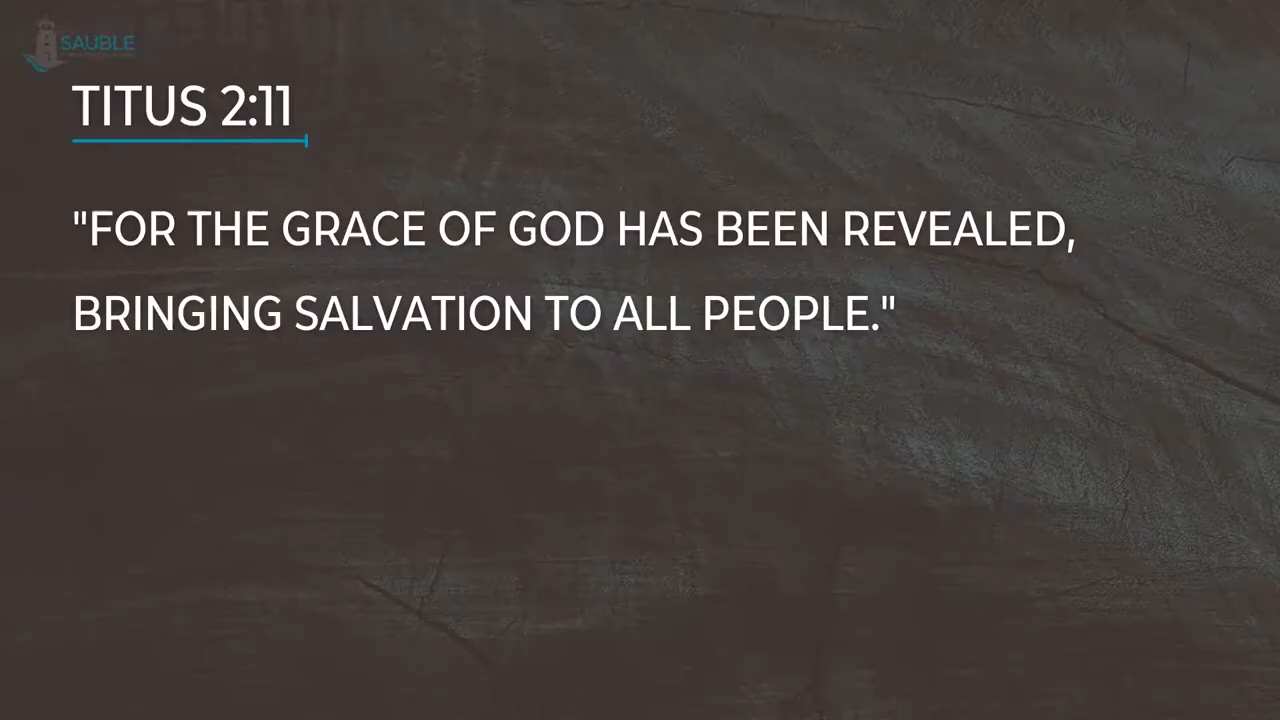 SAUBLE
TITUS 2:11
"FOR THE GRACE OF GOD HAS BEEN REVEALED,
BRINGING SALVATION TO ALL PEOPLE."